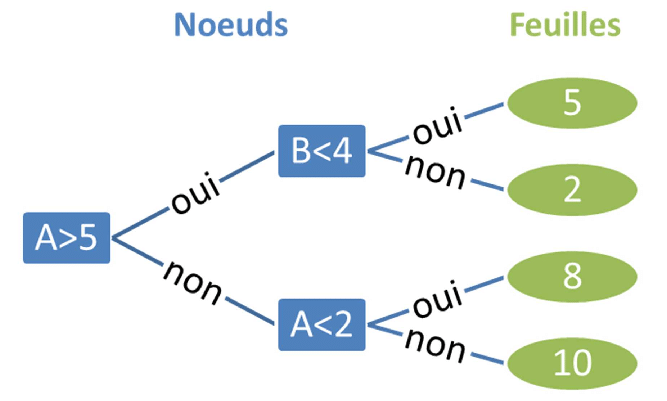 Noeuds
Feuilles
A>5
oui
non
B<4
oui
non
5
2
A<2
oui
non
8
10